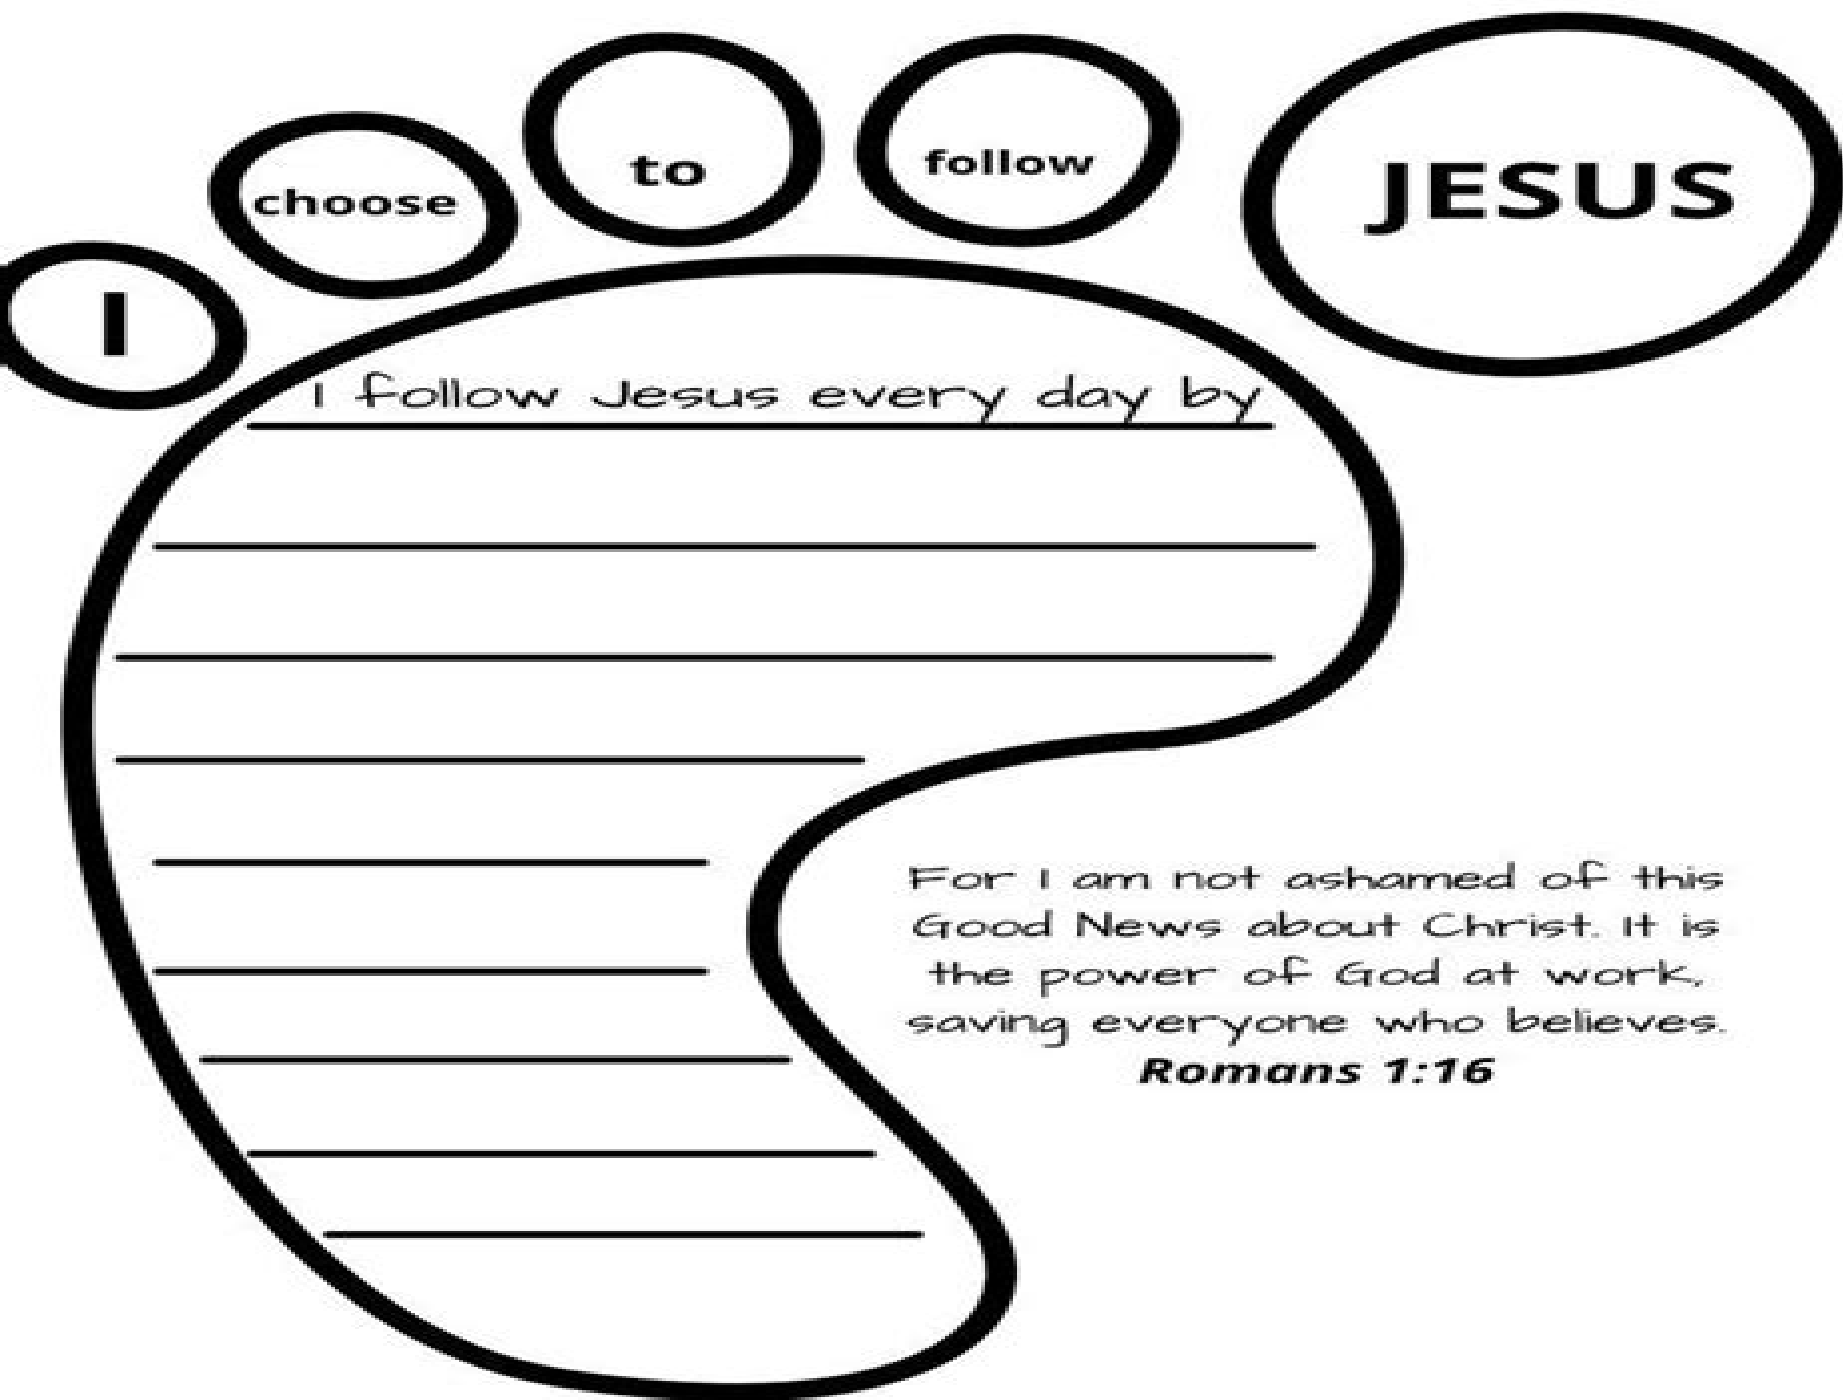 I choose to follow JESUS
I follow Jesus every day by
For I am not ashamed of this
Good News about Christ. It is
the power of God at work,
saving everyone who believes.
Romans 1:16